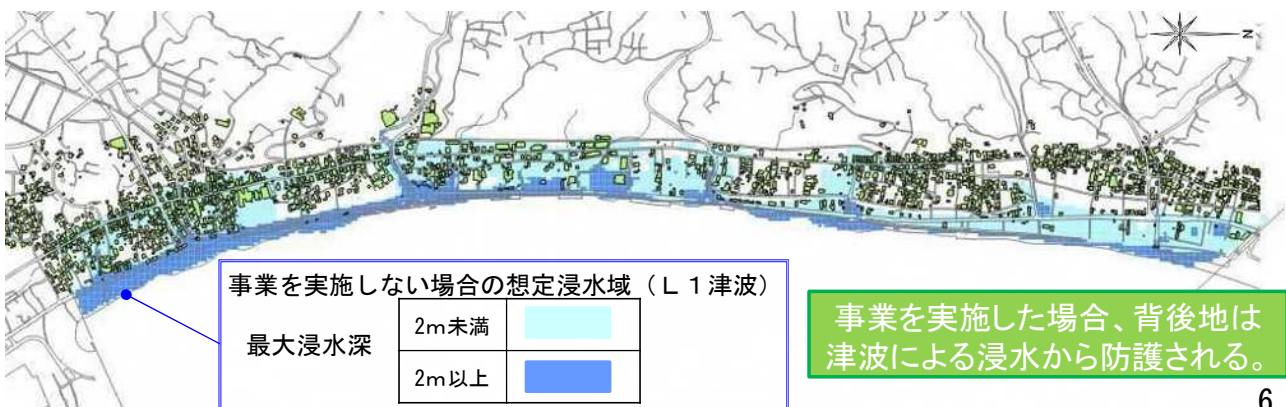 N
事業を実施しない場合の想定浸水域（Ｌ１津波）
最大浸水深
2m未満
2m以上
事業を実施した場合、背後地は
津波による浸水から防護される。
6